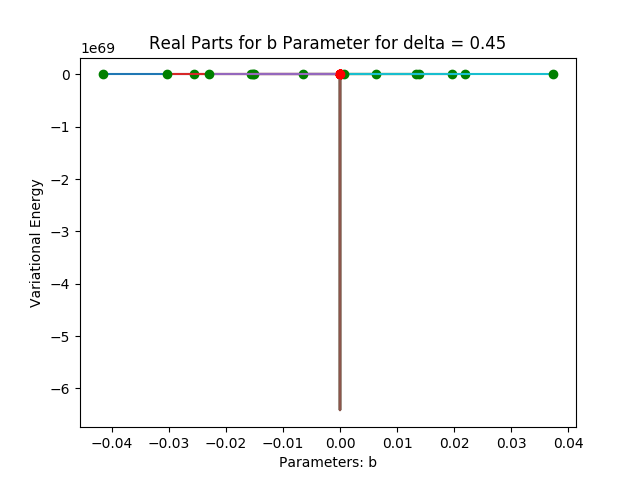 Real Parts for b Parameter for delta = 0.45
1e69
0
−1
−2
−3
−4
−5
−6
Variational Energy
−0.04 −0.03 −0.02 −0.01 0.00 0.01 0.02 0.03 0.04
Parameters: b